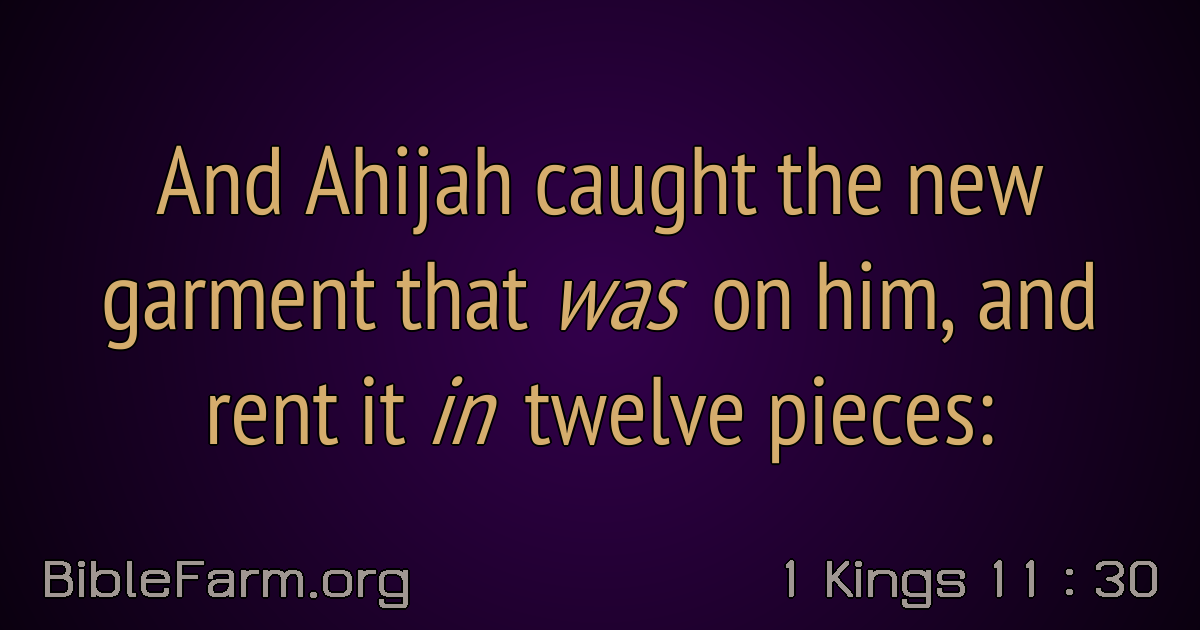 And Ahijah caught the new
garment that was on him, and
rent it in twelve pieces:
BibleFarm.org
1 Kings 11 : 30